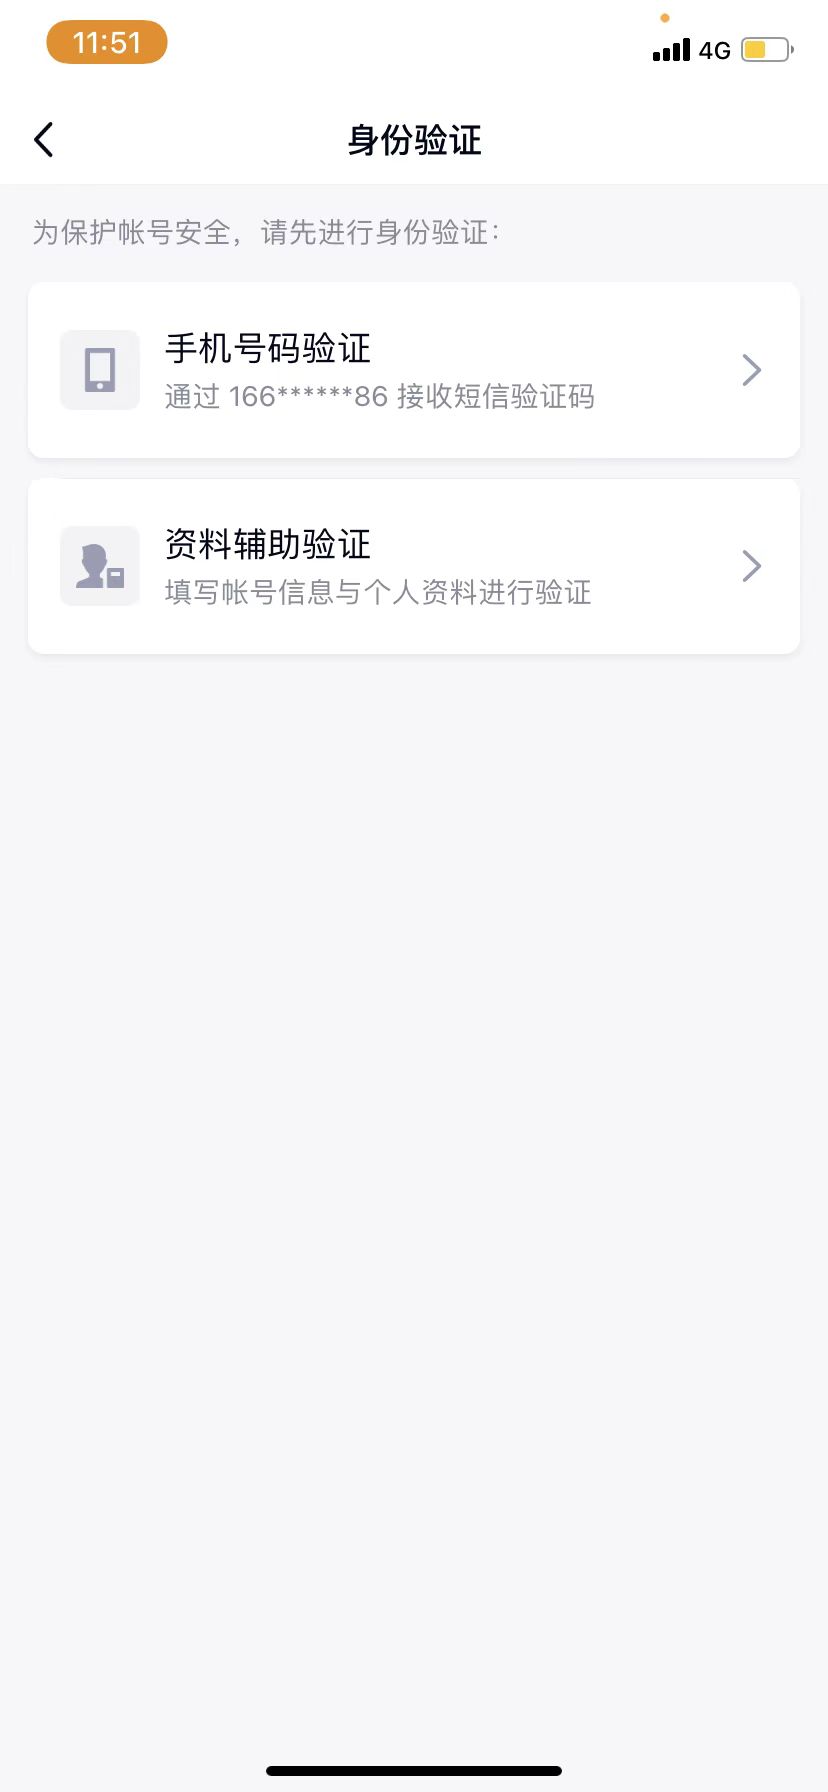 11:51
4G
身份验证
为保护帐号安全，请先进行身份验证：
手机号码验证
通过 166******86 接收短信验证码
资料辅助验证
填写帐号信息与个人资料进行验证